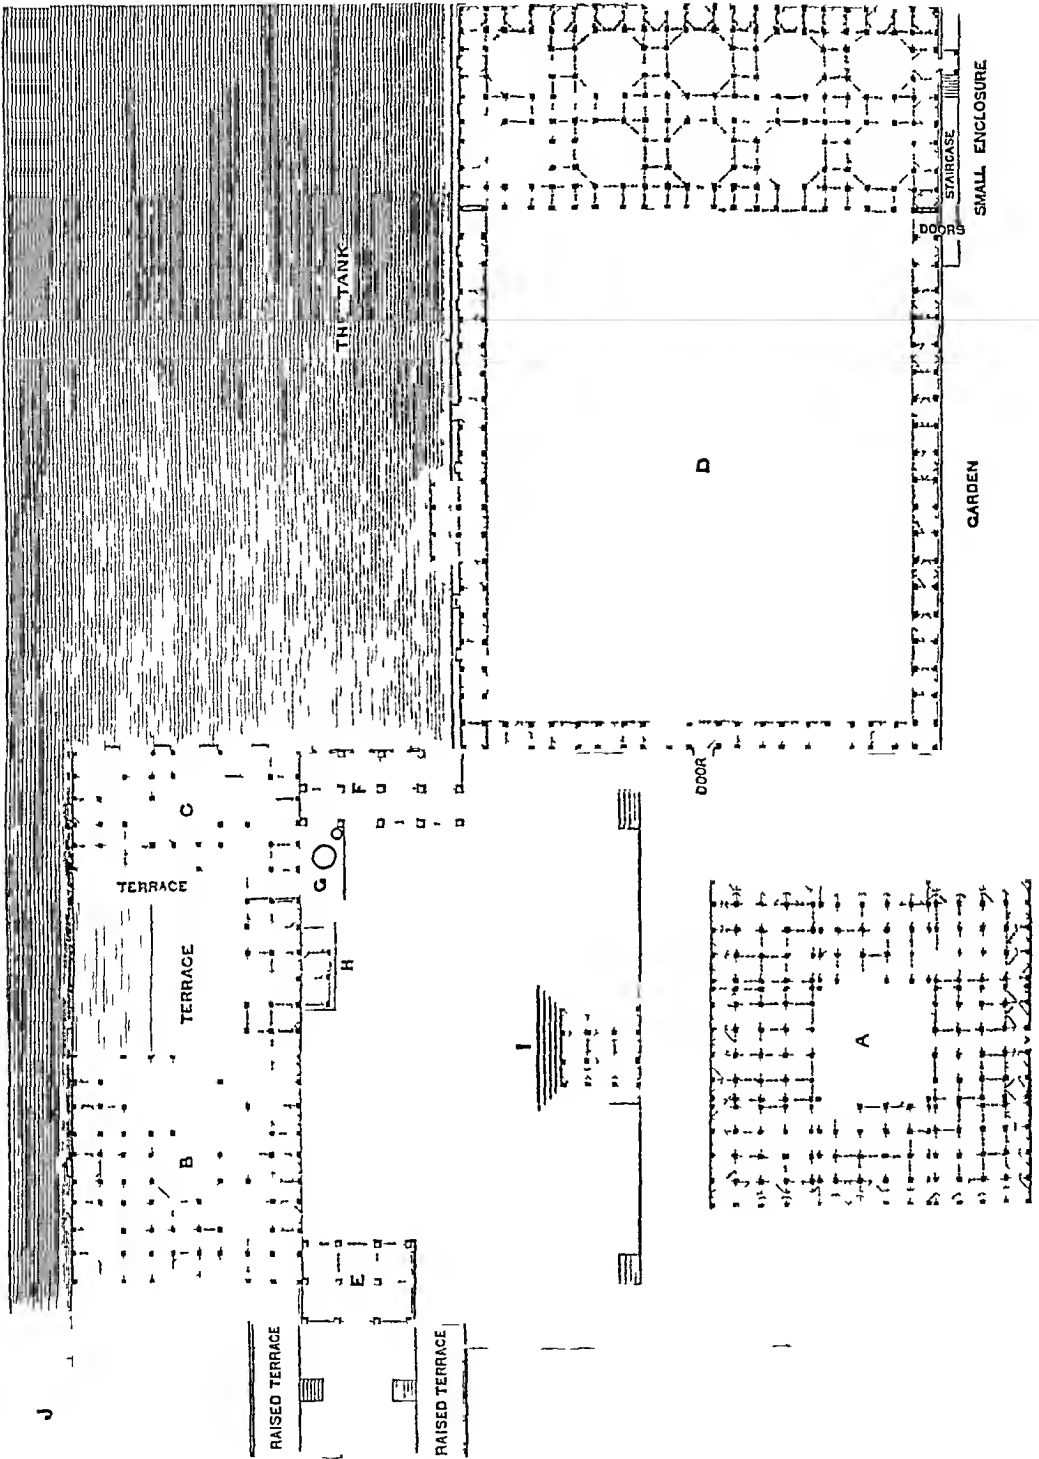 THE TANK
STAIRCASE
SMALL ENCLOSURE
DOORS
D
GARDEN
DOOR
C
F
TERRACE
G
TERRACE
H
I
A
B
E
RAISED TERRACE
RAISED TERRACE
J